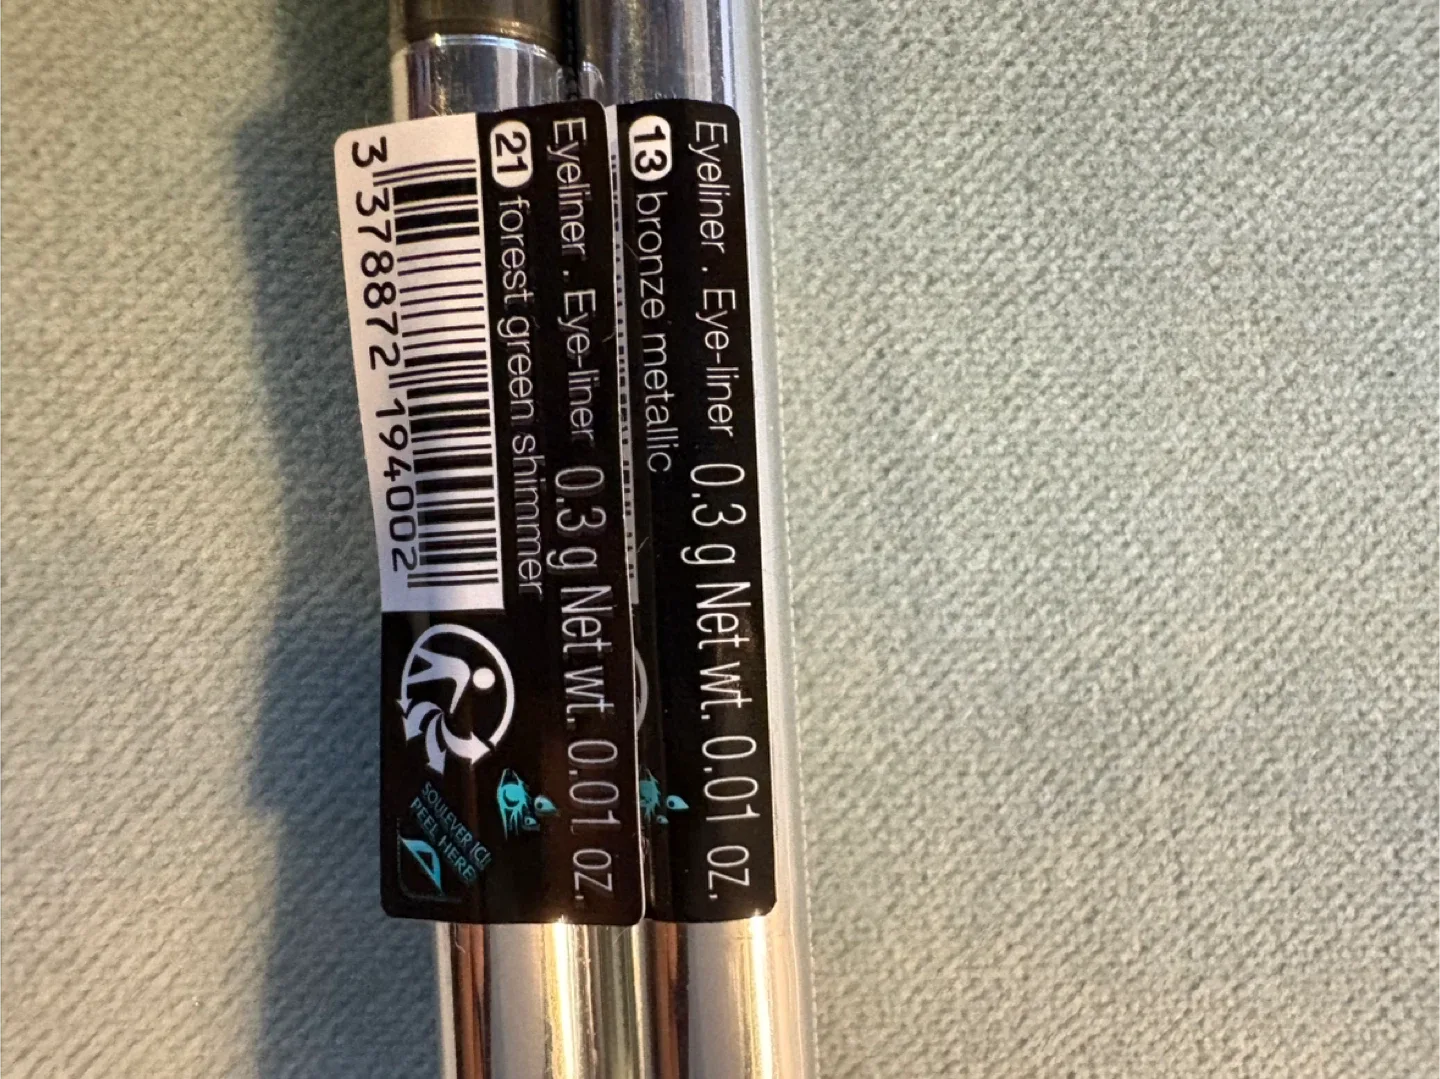 Eyeliner . Eye-liner 0.3 g Net wt. 0.01 oz.
21 forest green shimmer
3 378872 194002
SOULEVER ICI
PEEL HERE
Eyeliner . Eye-liner 0.3 g Net wt. 0.01 oz.
13 bronze metallic